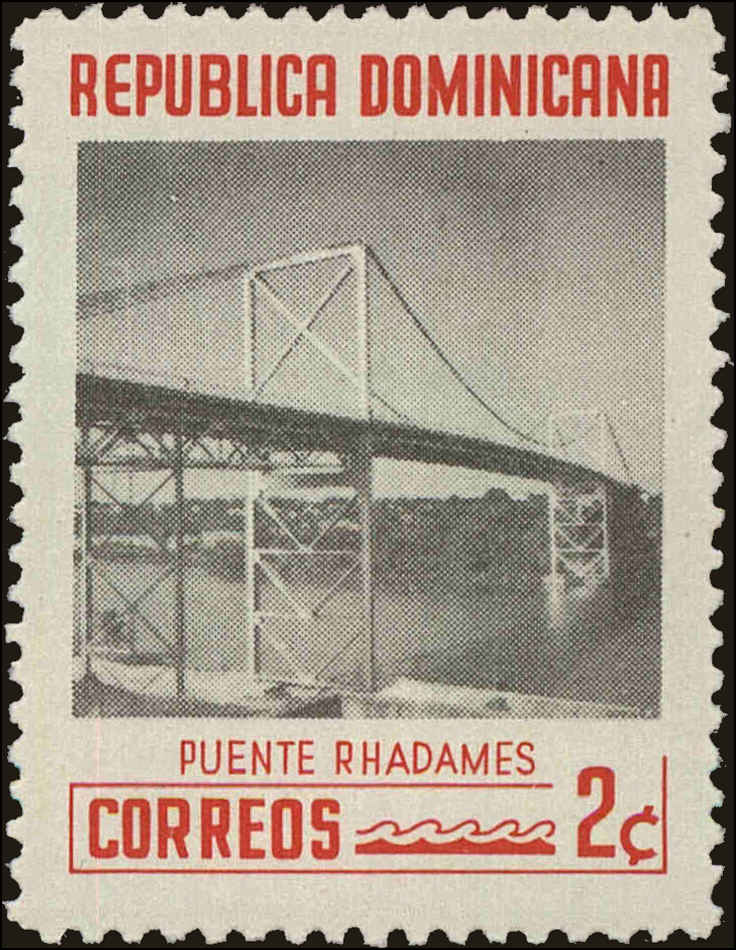 REPUBLICA DOMINICANA
PUENTE RHADAMES
CORREOS 2¢